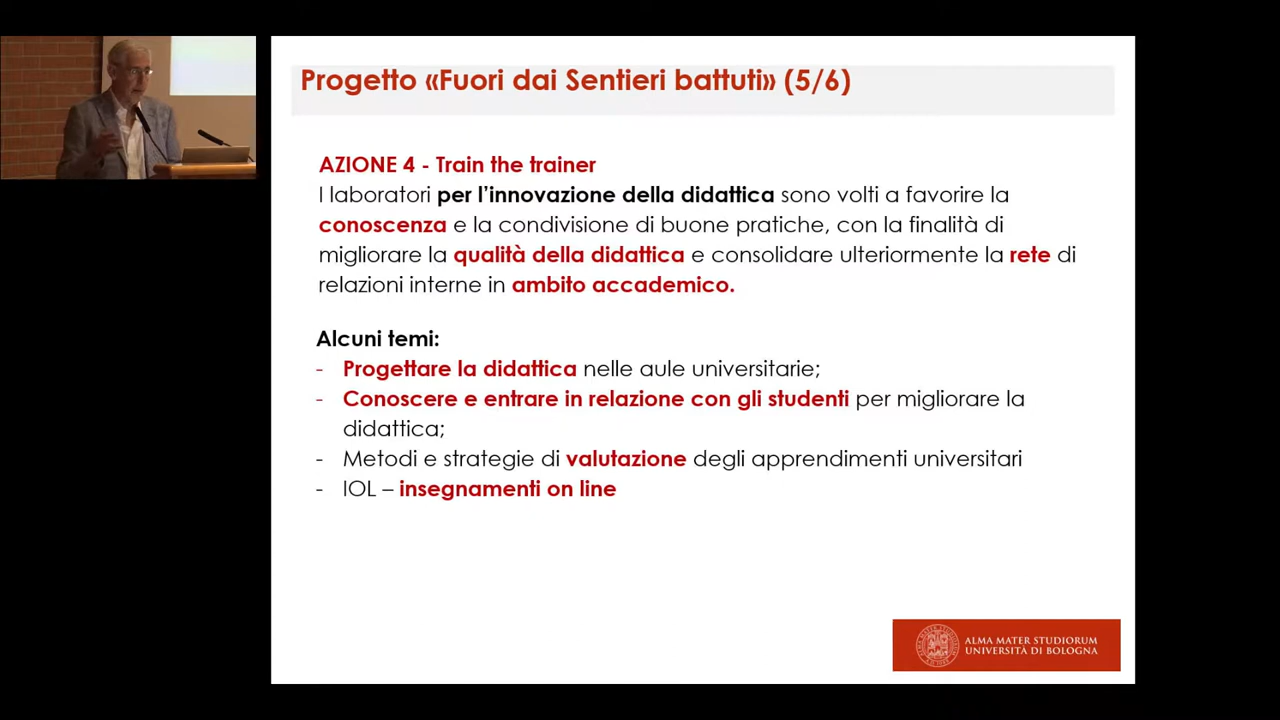 Progetto «Fuori dai Sentieri battuti» (5/6)
AZIONE 4 - Train the trainer
I laboratori per l’innovazione della didattica sono volti a favorire la
conoscenza e la condivisione di buone pratiche, con la finalità di
migliorare la qualità della didattica e consolidare ulteriormente la rete di
relazioni interne in ambito accademico.
Alcuni temi:
- Progettare la didattica nelle aule universitarie;
- Conoscere e entrare in relazione con gli studenti per migliorare la
didattica;
- Metodi e strategie di valutazione degli apprendimenti universitari
- IOL – insegnamenti on line
ALMA MATER STUDIORUM
UNIVERSITÀ DI BOLOGNA